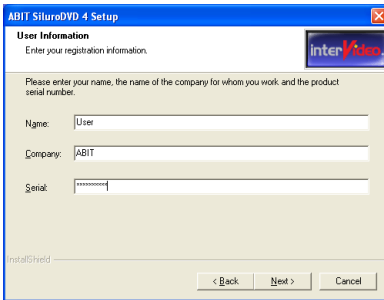 ABIT SiluroDVD 4 Setup
User Information
Enter your registration information.
interVideo.
Please enter your name, the name of the company for whom you work and the product
serial number.
Name: User
Company: ABIT
Serial: **********
InstallShield
< Back Next > Cancel